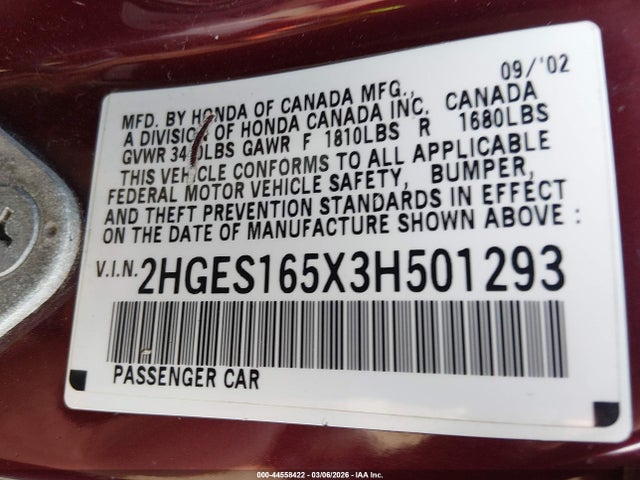 09/'02
MFD. BY HONDA OF CANADA MFG.,
A DIVISION OF HONDA CANADA INC. CANADA
GVWR LBS GAWR F 1810LBS R 1680LBS
THIS VEHICLE CONFORMS TO ALL APPLICABLE
FEDERAL MOTOR VEHICLE SAFETY, BUMPER,
AND THEFT PREVENTION STANDARDS IN EFFECT
ON THE DATE OF MANUFACTURE SHOWN ABOVE :
V.I.N. 2HGES165X3H501293
PASSENGER CAR
000-44558422 — 03/06/2026 — IAA Inc.